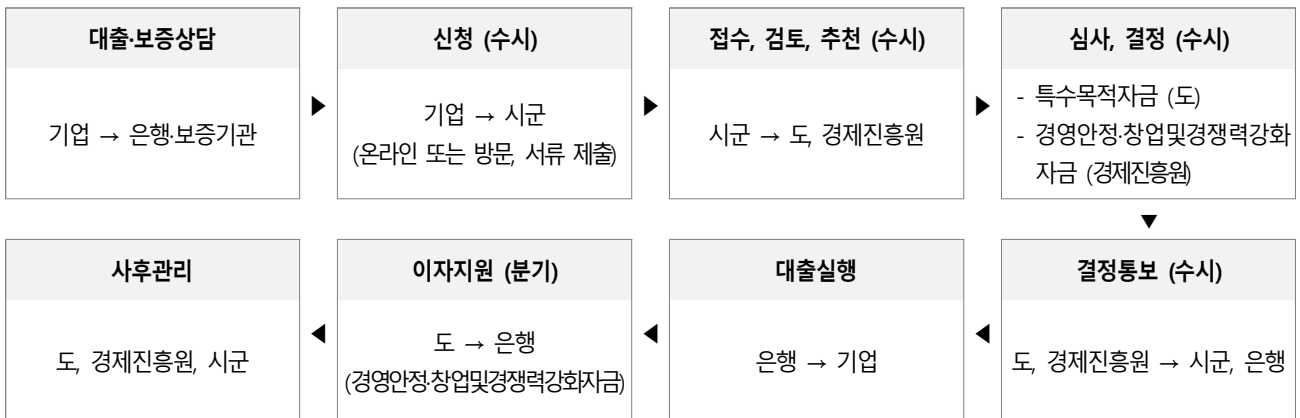 대출·보증상담
기업 → 은행·보증기관
▶
신청 (수시)
기업 → 시군
(온라인 또는 방문, 서류 제출)
▶
접수, 검토, 추천 (수시)
시군 → 도, 경제진흥원
▶
심사, 결정 (수시)
- 특수목적자금 (도)
- 경영안정·창업및경쟁력강화
자금 (경제진흥원)
▼
결정통보 (수시)
도, 경제진흥원 → 시군, 은행
◀
대출실행
은행 → 기업
◀
이자지원 (분기)
도 → 은행
(경영안정·창업및경쟁력강화자금)
◀
사후관리
도, 경제진흥원, 시군